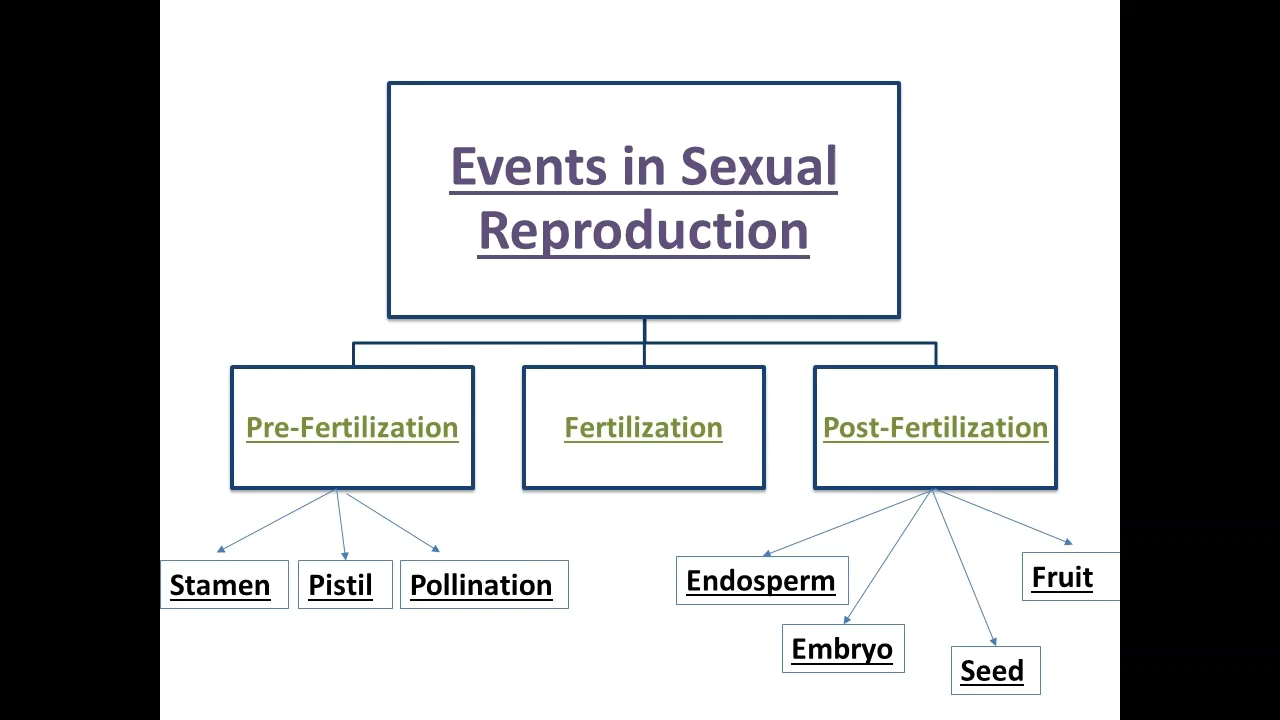 Events in Sexual
Reproduction
Pre-Fertilization
Fertilization
Post-Fertilization
Stamen
Pistil
Pollination
Endosperm
Fruit
Embryo
Seed